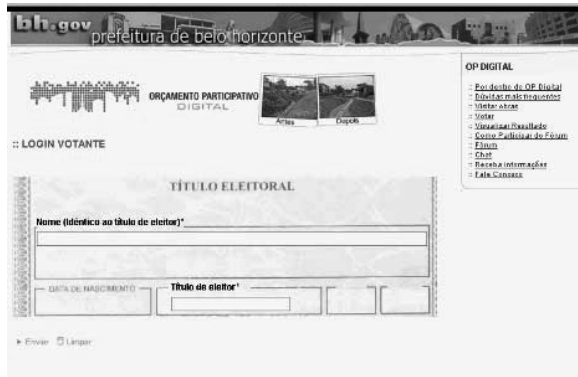 bh.gov
prefeitura de belo horizonte
ORÇAMENTO PARTICIPATIVO
DIGITAL
Antes
Depois
:: LOGIN VOTANTE
TÍTULO ELEITORAL
Nome (Idêntico ao título de eleitor)*
DATA DE NASCIMENTO
Título de eleitor*
Enviar
Limpar
OP DIGITAL
:: Por dentro do OP Digital
:: Dúvidas mais frequentes
:: Visitar obras
:: Votar
:: Visualizar Resultado
:: Como Participar do Fórum
:: Fórum
:: Chat
:: Receba informações
:: Fale Conosco